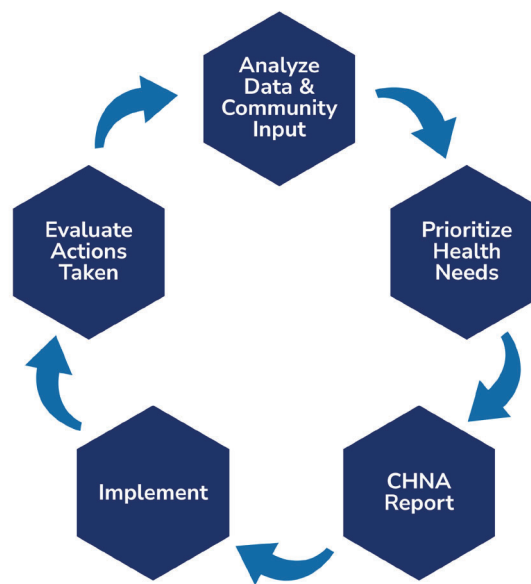 Analyze
Data &
Community
Input
Prioritize
Health
Needs
CHNA
Report
Implement
Evaluate
Actions
Taken